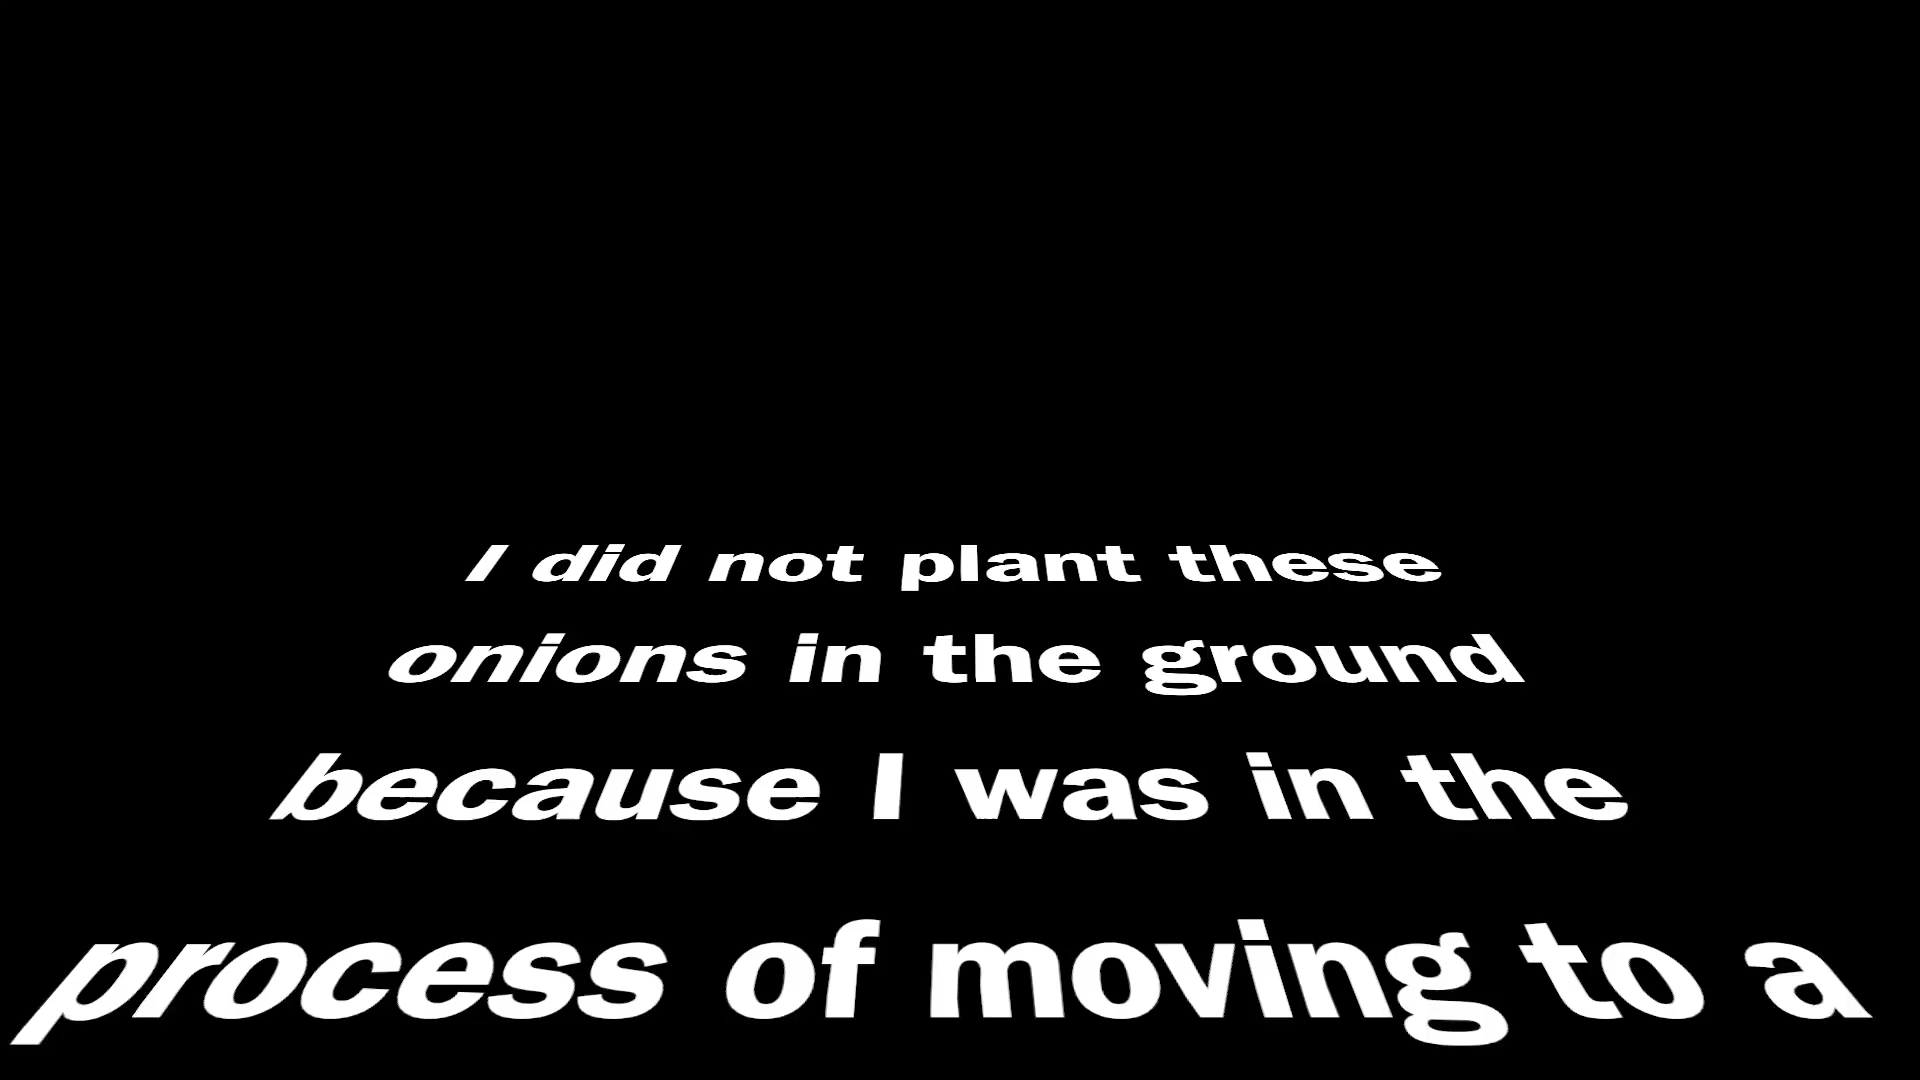 I did not plant these
onions in the ground
because I was in the
process of moving to a